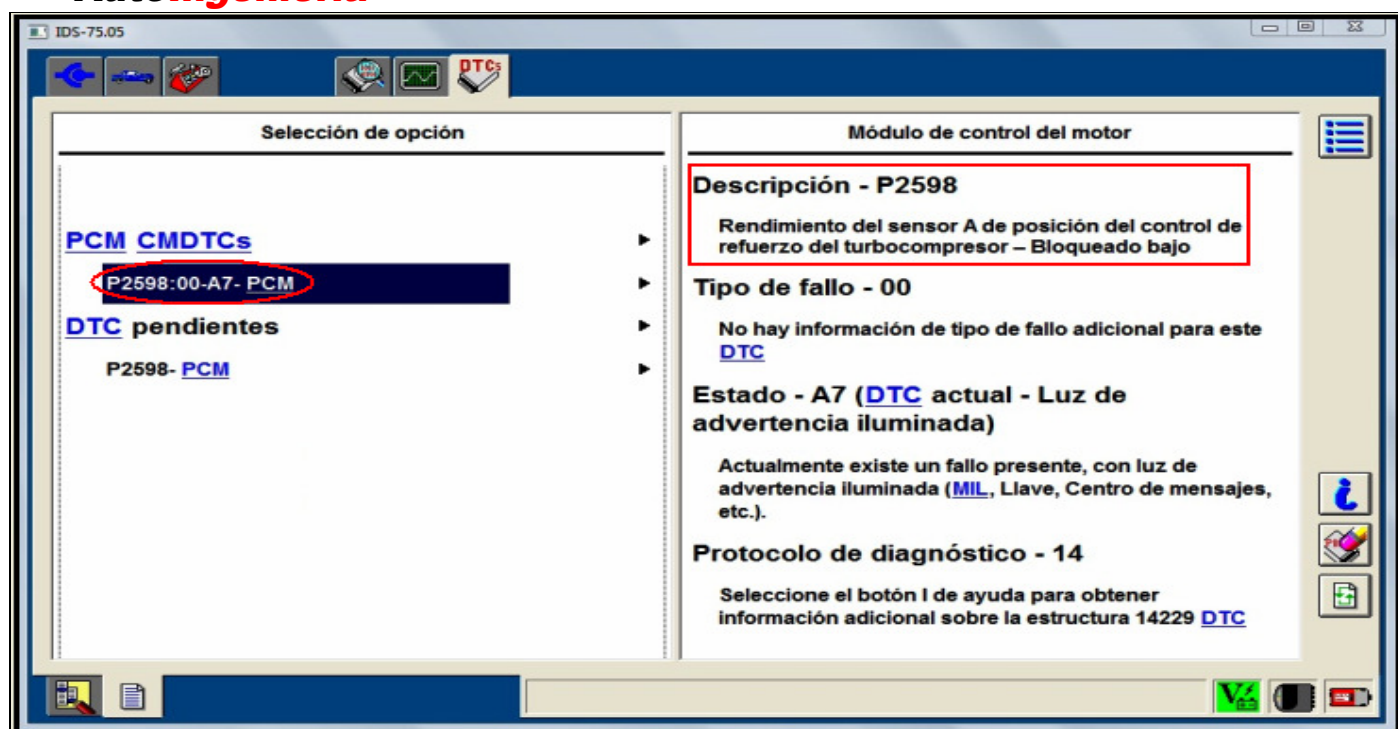 IDS-75.05
DTCs
Selección de opción
PCM CMDTCs
P2598:00-A7- PCM
DTC pendientes
P2598- PCM
Módulo de control del motor
Descripción - P2598
Rendimiento del sensor A de posición del control de
refuerzo del turbocompresor – Bloqueado bajo
Tipo de fallo - 00
No hay información de tipo de fallo adicional para este
DTC
Estado - A7 (DTC actual - Luz de
advertencia iluminada)
Actualmente existe un fallo presente, con luz de
advertencia iluminada (MIL, Llave, Centro de mensajes,
etc.).
Protocolo de diagnóstico - 14
Seleccione el botón I de ayuda para obtener
información adicional sobre la estructura 14229 DTC